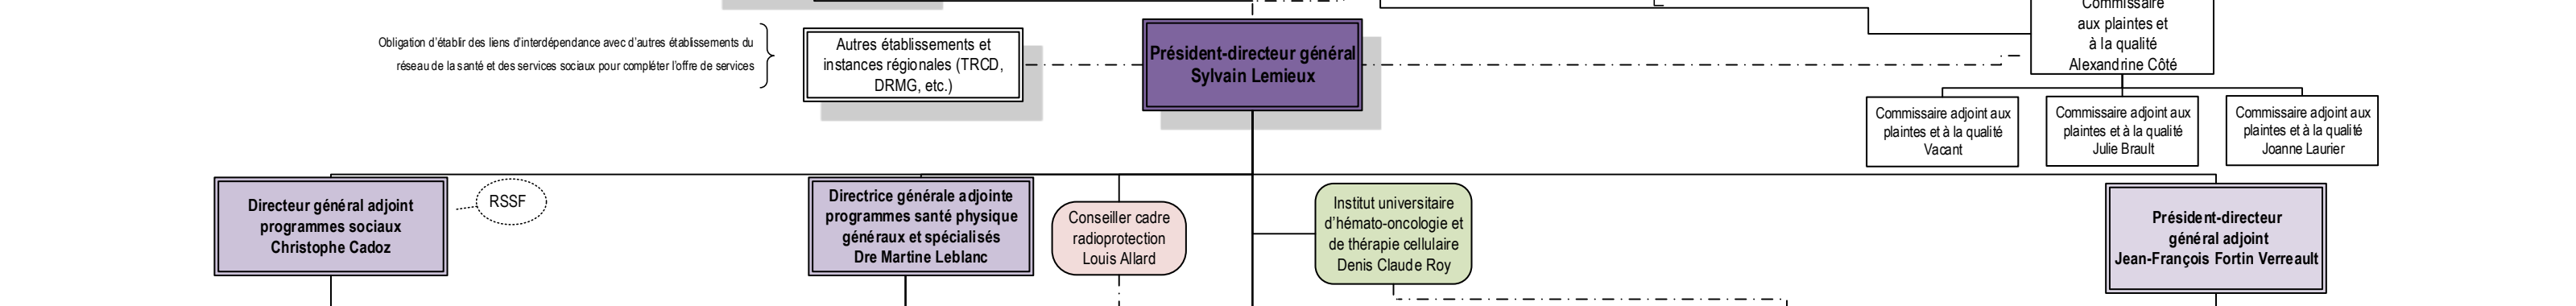 Obligation d'établir des liens d'interdépendance avec d'autres établissements du
réseau de la santé et des services sociaux pour compléter l'offre de services
Autres établissements et
instances régionales (TRCD,
DRMG, etc.)
Président-directeur général
Sylvain Lemieux
Commissaire
aux plaintes et
à la qualité
Alexandrine Côté
Commissaire adjoint aux
plaintes et à la qualité
Vacant
Commissaire adjoint aux
plaintes et à la qualité
Julie Brault
Commissaire adjoint aux
plaintes et à la qualité
Joanne Laurier
Directeur général adjoint
programmes sociaux
Christophe Cadoz
RSSF
Directrice générale adjointe
programmes santé physique
généraux et spécialisés
Dre Martine Leblanc
Conseiller cadre
radioprotection
Louis Allard
Institut universitaire
d'hémato-oncologie et
de thérapie cellulaire
Denis Claude Roy
Président-directeur
général adjoint
Jean-François Fortin Verreault